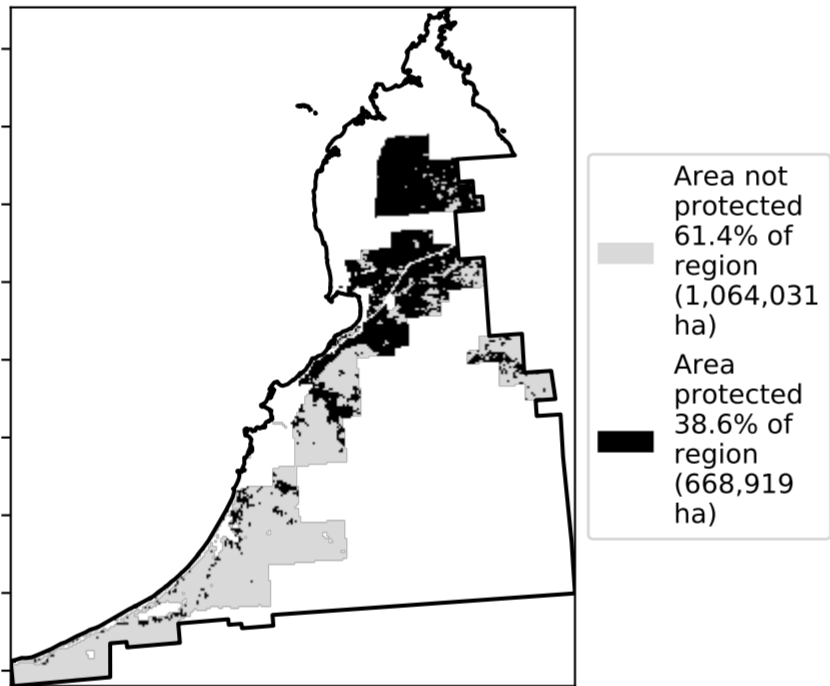 Area not
protected
61.4% of
region
(1,064,031
ha)
Area
protected
38.6% of
region
(668,919
ha)